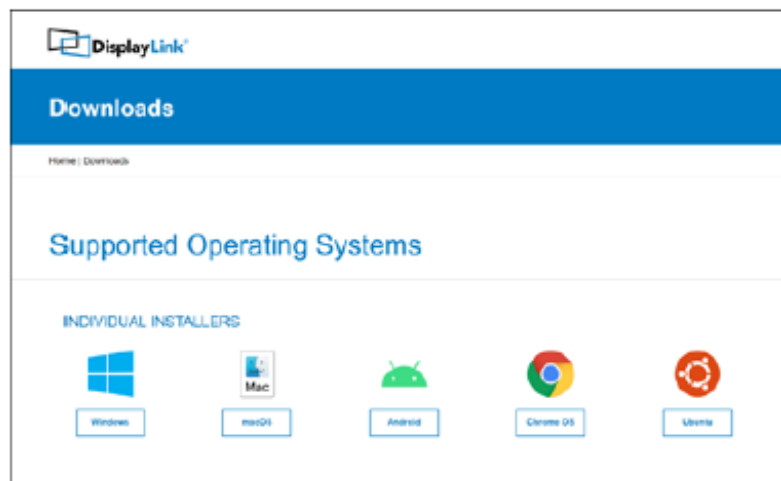 DisplayLink®
Downloads
Home | Downloads
Supported Operating Systems
INDIVIDUAL INSTALLERS
Mac
Windows macOS Android Chrome OS Ubuntu